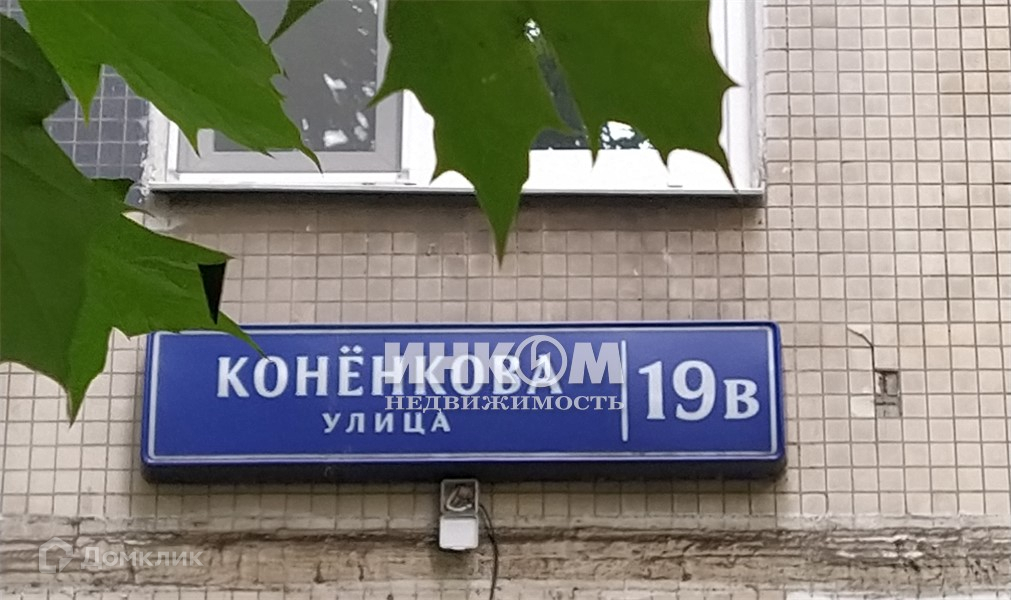 КОНЁНКОВА
УЛИЦА
19В
ИНКОМ
НЕДВИЖИМОСТЬ
Домклик